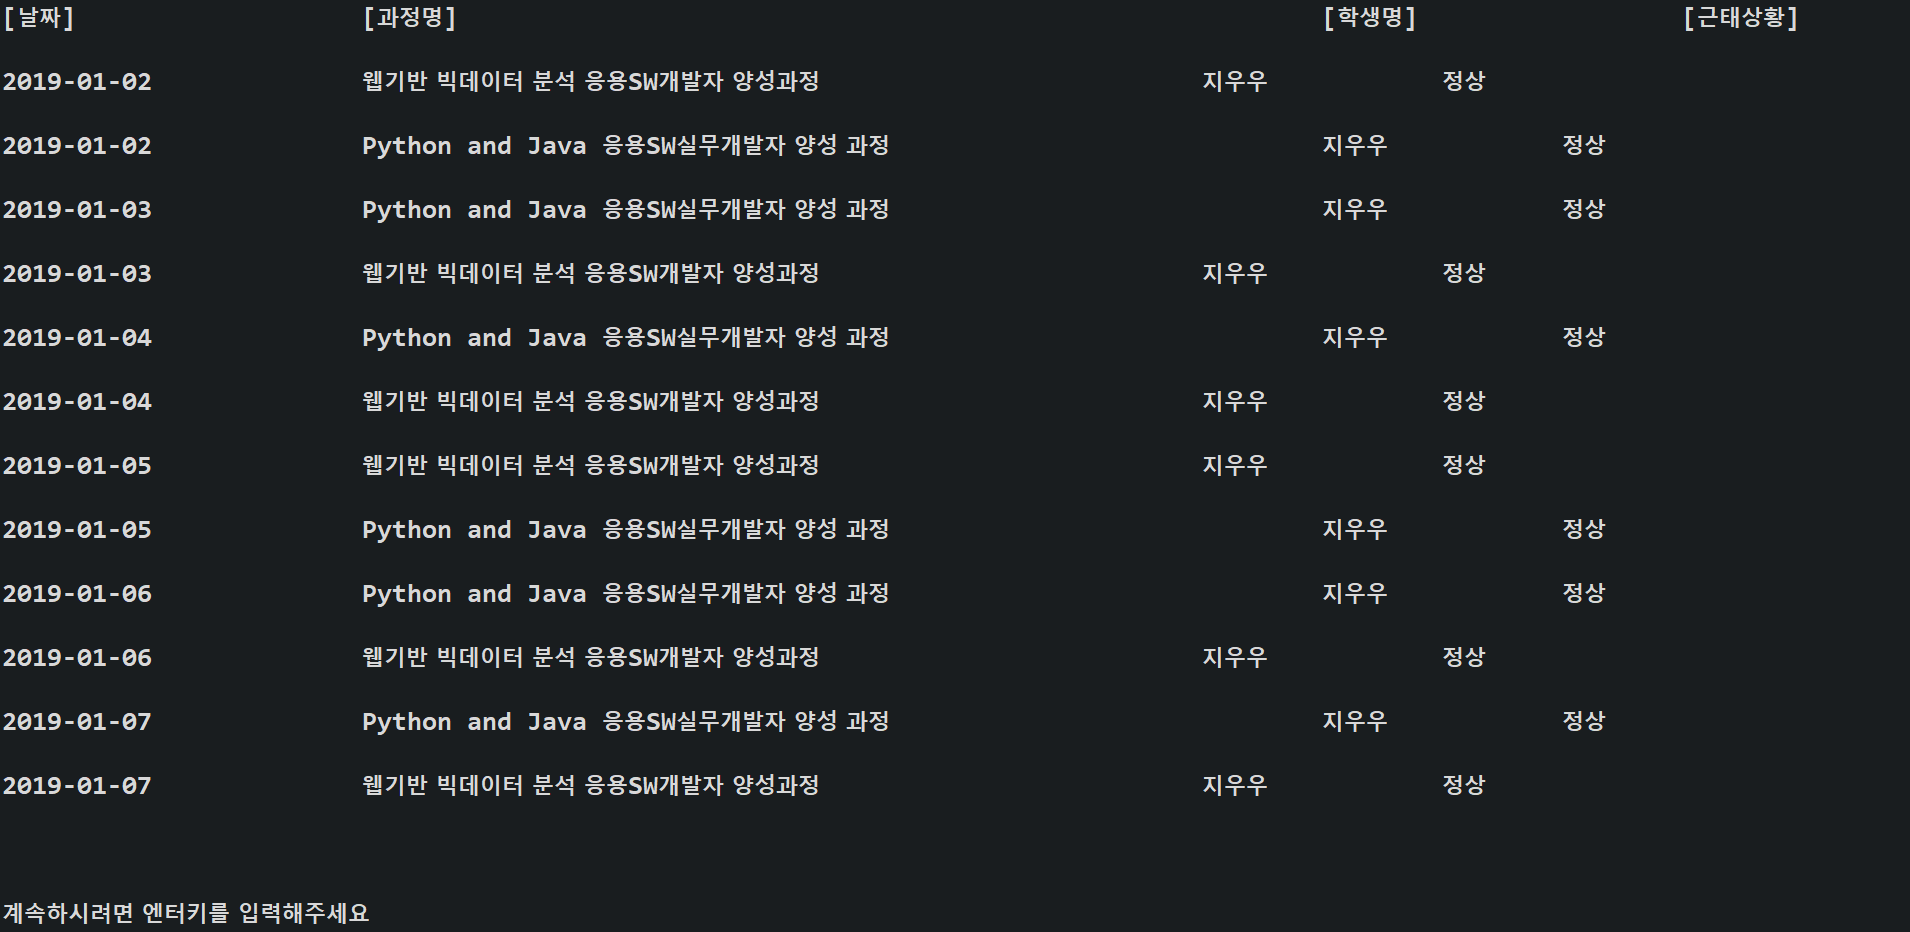 [날짜] [과정명] [학생명] [근태상황]
2019-01-02 웹기반 빅데이터 분석 응용SW개발자 양성과정 지우우 정상
2019-01-02 Python and Java 응용SW실무개발자 양성 과정 지우우 정상
2019-01-03 Python and Java 응용SW실무개발자 양성 과정 지우우 정상
2019-01-03 웹기반 빅데이터 분석 응용SW개발자 양성과정 지우우 정상
2019-01-04 Python and Java 응용SW실무개발자 양성 과정 지우우 정상
2019-01-04 웹기반 빅데이터 분석 응용SW개발자 양성과정 지우우 정상
2019-01-05 웹기반 빅데이터 분석 응용SW개발자 양성과정 지우우 정상
2019-01-05 Python and Java 응용SW실무개발자 양성 과정 지우우 정상
2019-01-06 Python and Java 응용SW실무개발자 양성 과정 지우우 정상
2019-01-06 웹기반 빅데이터 분석 응용SW개발자 양성과정 지우우 정상
2019-01-07 Python and Java 응용SW실무개발자 양성 과정 지우우 정상
2019-01-07 웹기반 빅데이터 분석 응용SW개발자 양성과정 지우우 정상
계속하시려면 엔터키를 입력해주세요